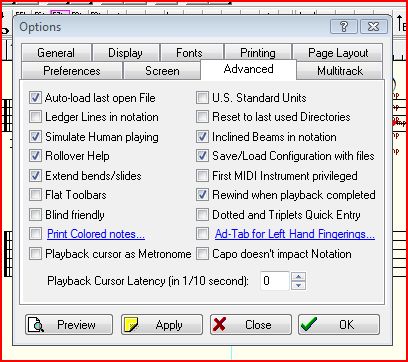 Options
General Display Fonts Printing Page Layout
Preferences Screen Advanced Multitrack
Auto-load last open File U.S. Standard Units
Ledger Lines in notation Reset to last used Directories
Simulate Human playing Inclined Beams in notation
Rollover Help Save/Load Configuration with files
Extend bends/slides First MIDI Instrument privileged
Flat Toolbars Rewind when playback completed
Blind friendly Dotted and Triplets Quick Entry
Print Colored notes... Ad-Tab for Left Hand Fingerings...
Playback cursor as Metronome Capo doesn't impact Notation
Playback Cursor Latency (in 1/10 second): 0
Preview Apply Close OK